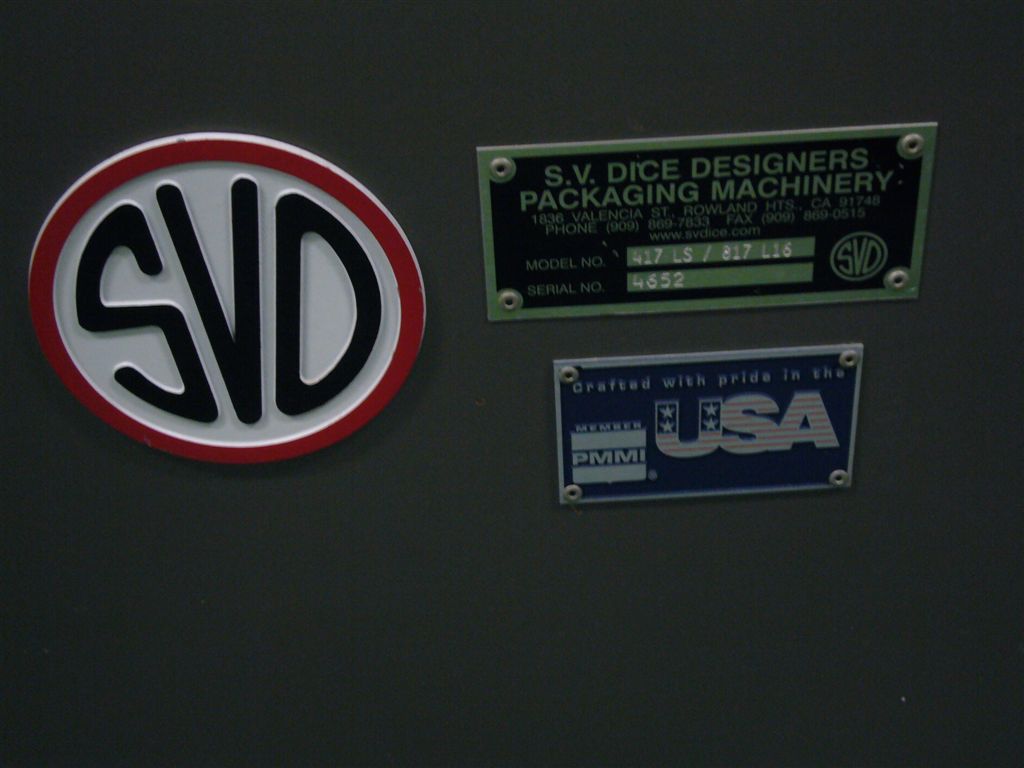 SVD
S.V. DICE DESIGNERS
PACKAGING MACHINERY
1836 VALENCIA ST., ROWLAND HTS., CA 91748
PHONE (909) 869-7833 FAX (909) 869-0515
www.svdice.com
MODEL NO. 417 LS / 817 L16
SERIAL NO. 4652
SVD
Crafted with pride in the
USA
MEMBER
PMMI®